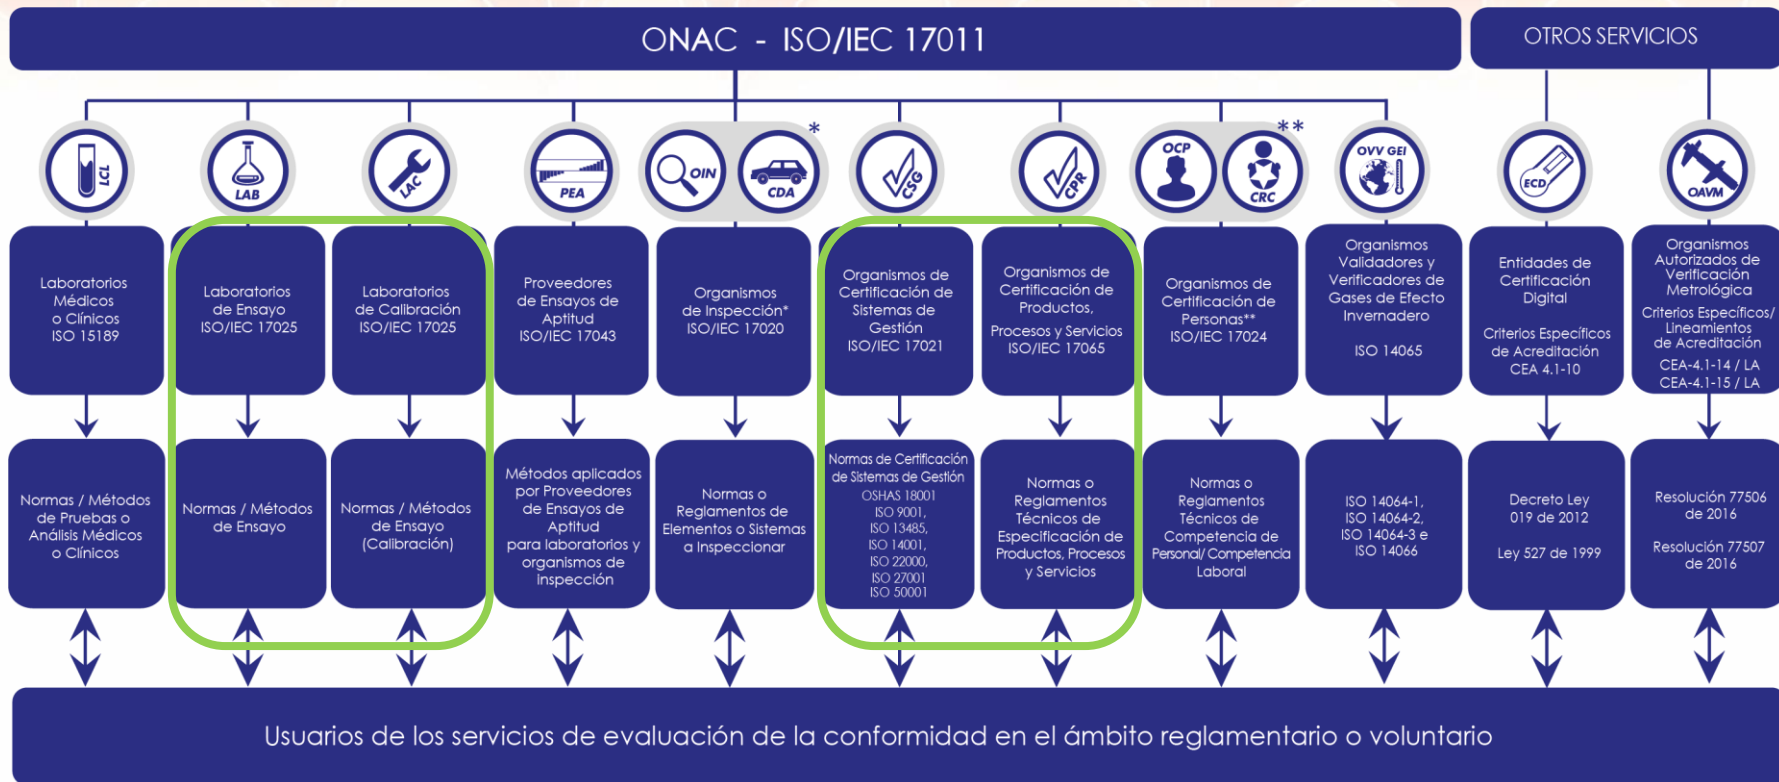 ONAC - ISO/IEC 17011
OTROS SERVICIOS
LCL
LAB
LAC
PEA
OIN
CDA
*
CSG
CPR
OCP
CRC
**
OVV GEI
ECD
OAVM
Laboratorios
Médicos
o Clínicos
ISO 15189
Laboratorios
de Ensayo
ISO/IEC 17025
Laboratorios
de Calibración
ISO/IEC 17025
Proveedores
de Ensayos de
Aptitud
ISO/IEC 17043
Organismos
de Inspección*
ISO/IEC 17020
Organismos de
Certificación de
Sistemas de
Gestión
ISO/IEC 17021
Organismos de
Certificación de
Productos,
Procesos y Servicios
ISO/IEC 17065
Organismos de
Certificación de
Personas**
ISO/IEC 17024
Organismos
Validadores y
Verificadores de
Gases de Efecto
Invernadero
ISO 14065
Entidades de
Certificación
Digital
Criterios Específicos
de Acreditación
CEA 4.1-10
Organismos
Autorizados de
Verificación
Metrológica
Criterios Específicos/
Lineamientos
de Acreditación
CEA-4.1-14 / LA
CEA-4.1-15 / LA
Normas / Métodos
de Pruebas o
Análisis Médicos
o Clínicos
Normas / Métodos
de Ensayo
Normas / Métodos
de Ensayo
(Calibración)
Métodos aplicados
por Proveedores
de Ensayos de
Aptitud
para laboratorios y
organismos de
Inspección
Normas o
Reglamentos de
Elementos o Sistemas
a Inspeccionar
Normas de Certificación
de Sistemas de Gestión
OSHAS 18001
ISO 9001,
ISO 13485,
ISO 14001,
ISO 22000,
ISO 27001
ISO 50001
Normas o
Reglamentos
Técnicos de
Especificación de
Productos, Procesos
y Servicios
Normas o
Reglamentos
Técnicos de
Competencia de
Personal/ Competencia
Laboral
ISO 14064-1,
ISO 14064-2,
ISO 14064-3 e
ISO 14066
Decreto Ley
019 de 2012
Ley 527 de 1999
Resolución 77506
de 2016
Resolución 77507
de 2016
Usuarios de los servicios de evaluación de la conformidad en el ámbito reglamentario o voluntario